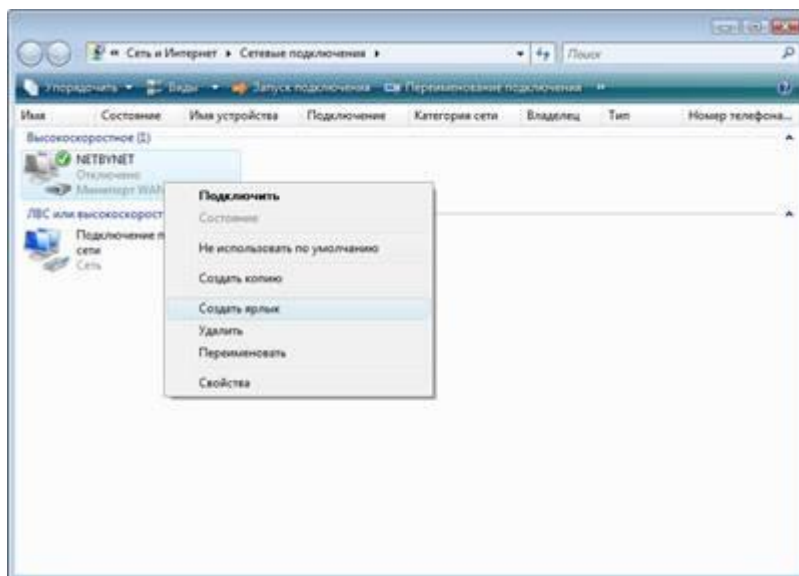 « Сеть и Интернет ▸ Сетевые подключения ▸ Поиск
Упорядочить Виды Запуск подключения Переименование подключения »
Имя Состояние Имя устройства Подключение Категория сети Владелец Тип Номер телефона...
Высокоскоростное (1)
NETBYNET
Отключено
Минипорт WAN
ЛВС или высокоскорост
Подключение п
сети
Сеть
Подключить
Состояние
Не использовать по умолчанию
Создать копию
Создать ярлык
Удалить
Переименовать
Свойства